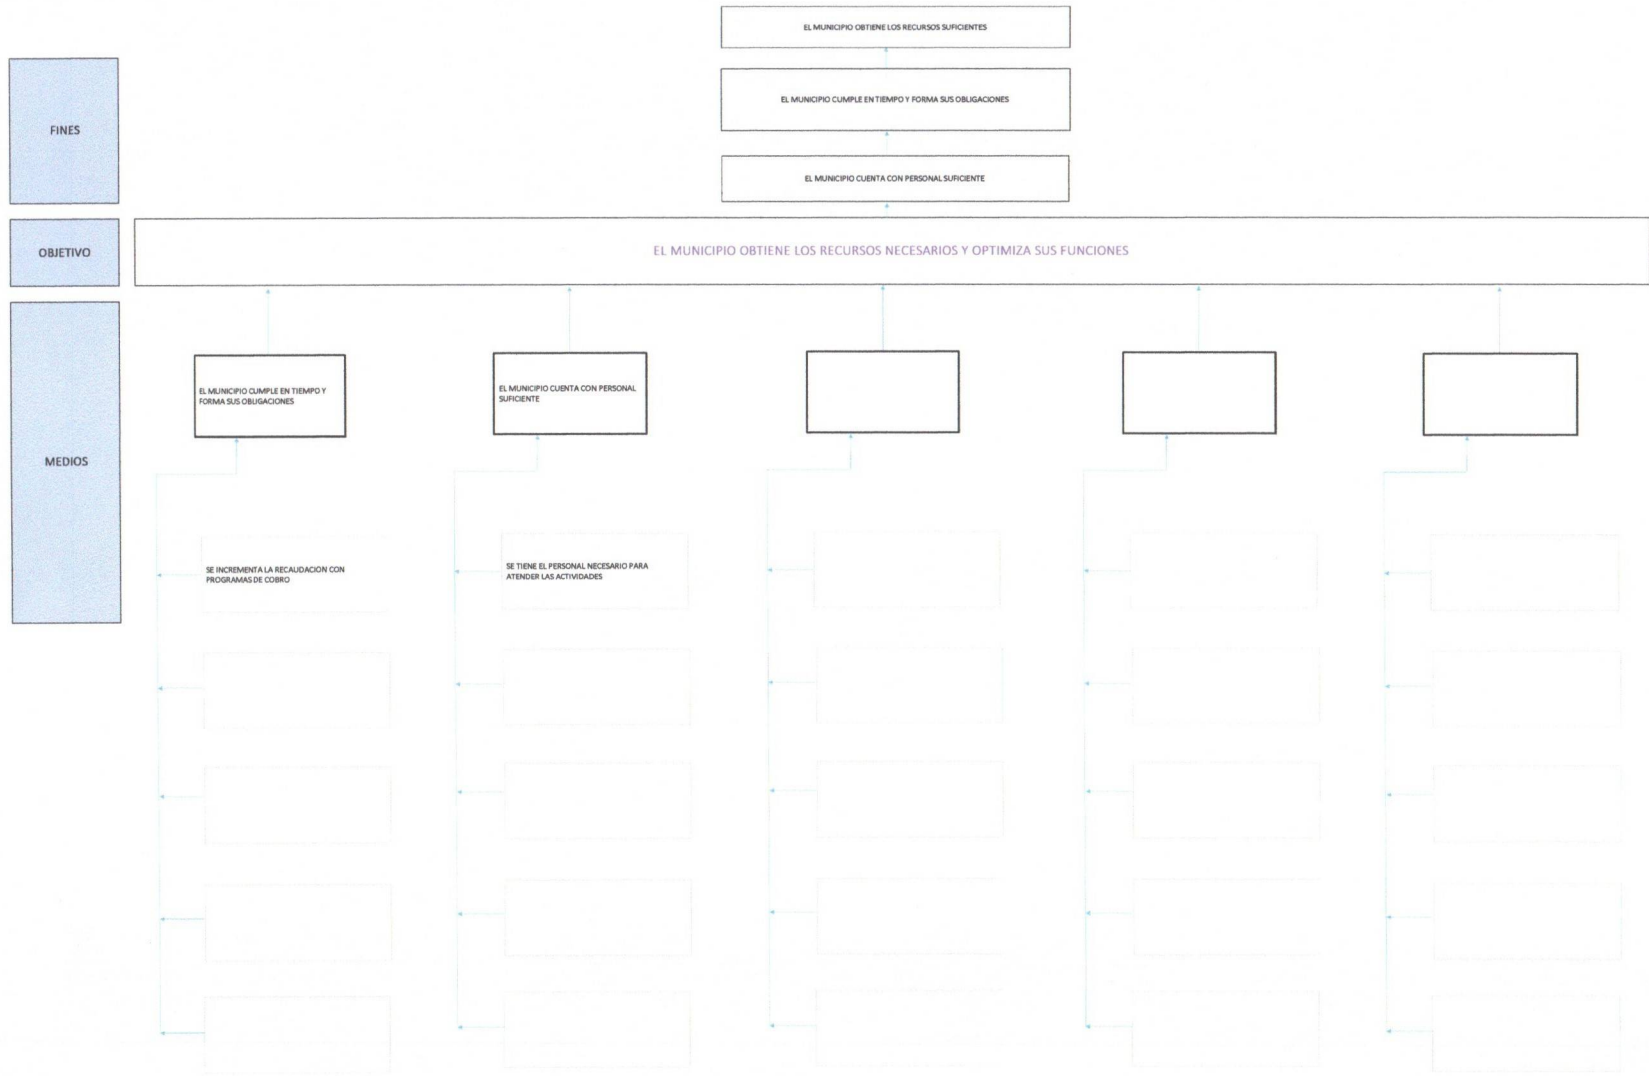 EL MUNICIPIO OBTIENE LOS RECURSOS SUFICIENTES
FINES
EL MUNICIPIO CUMPLE EN TIEMPO Y FORMA SUS OBLIGACIONES
EL MUNICIPIO CUENTA CON PERSONAL SUFICIENTE
OBJETIVO
EL MUNICIPIO OBTIENE LOS RECURSOS NECESARIOS Y OPTIMIZA SUS FUNCIONES
MEDIOS
EL MUNICIPIO CUMPLE EN TIEMPO Y
FORMA SUS OBLIGACIONES
EL MUNICIPIO CUENTA CON PERSONAL
SUFICIENTE
SE INCREMENTA LA RECAUDACION CON
PROGRAMAS DE COBRO
SE TIENE EL PERSONAL NECESARIO PARA
ATENDER LAS ACTIVIDADES